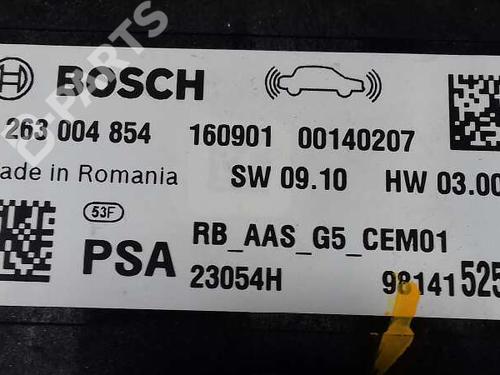 BOSCH
263 004 854 160901 00140207
ade in Romania SW 09.10 HW 03.00
53F RB_AAS_G5_CEM01
PSA 23054H 98141525
B-PARTS